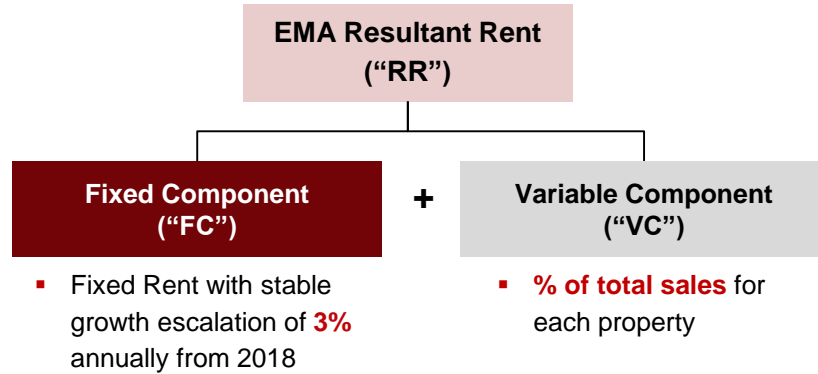 EMA Resultant Rent
(“RR”)
Fixed Component
(“FC”)
+
Variable Component
(“VC”)
▪ Fixed Rent with stable
growth escalation of 3%
annually from 2018
▪ % of total sales for
each property